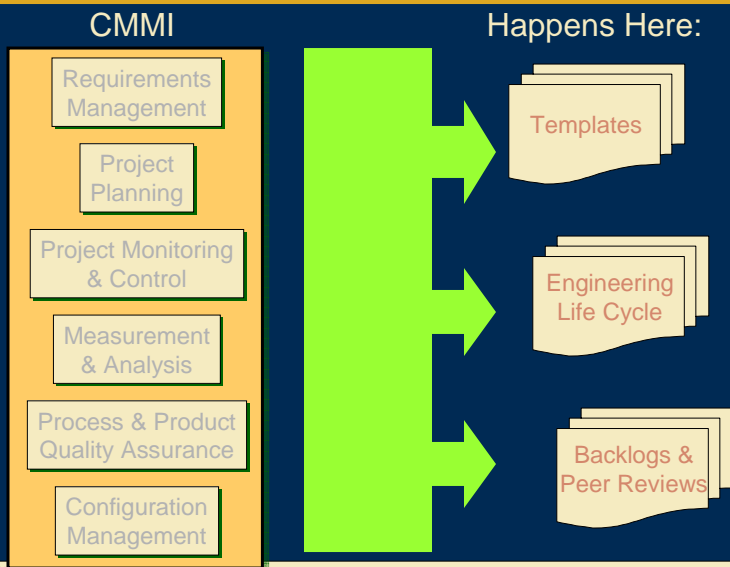 CMMI
Requirements
Management
Project
Planning
Project Monitoring
& Control
Measurement
& Analysis
Process & Product
Quality Assurance
Configuration
Management
Happens Here:
Templates
Engineering
Life Cycle
Backlogs &
Peer Reviews